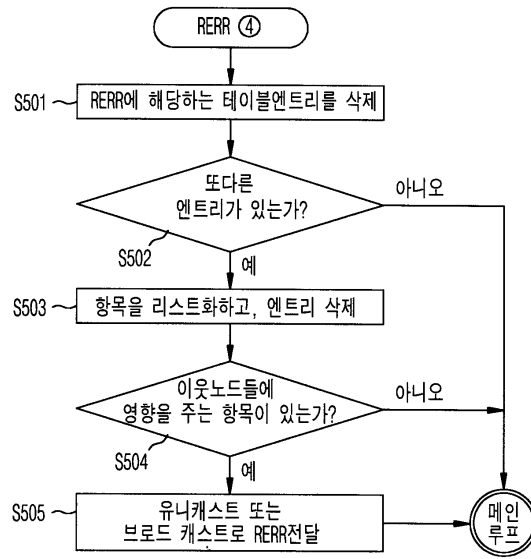 RERR ④
S501
RERR에 해당하는 테이블엔트리를 삭제
또다른
엔트리가 있는가?
아니오
S502
예
S503
항목을 리스트화하고, 엔트리 삭제
이웃노드들에
영향을 주는 항목이 있는가?
아니오
S504
예
S505
유니캐스트 또는
브로드 캐스트로 RERR전달
메인
루프